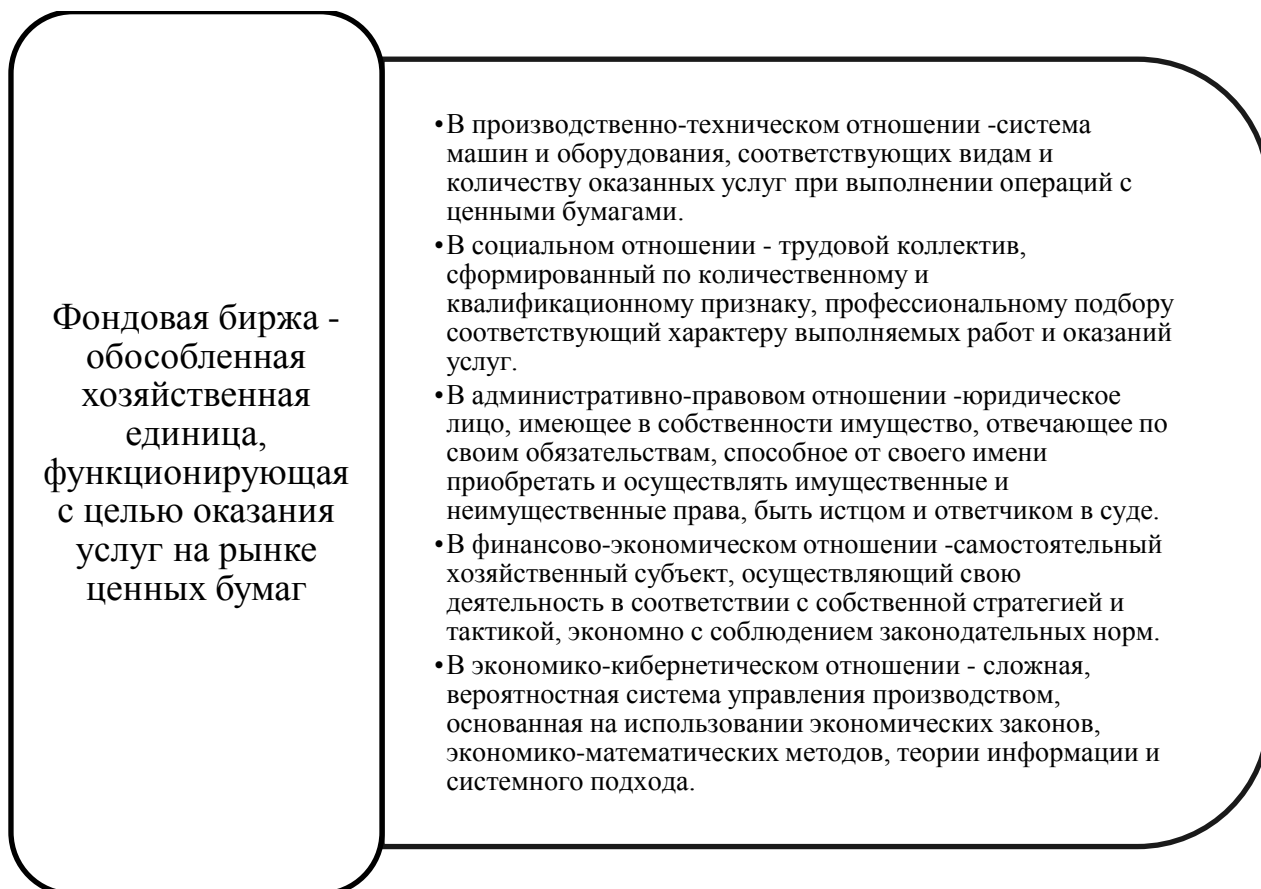 Фондовая биржа -
обособленная
хозяйственная
единица,
функционирующая
с целью оказания
услуг на рынке
ценных бумаг
•В производственно-техническом отношении -система
машин и оборудования, соответствующих видам и
количеству оказанных услуг при выполнении операций с
ценными бумагами.
•В социальном отношении - трудовой коллектив,
сформированный по количественному и
квалификационному признаку, профессиональному подбору
соответствующий характеру выполняемых работ и оказаний
услуг.
•В административно-правовом отношении -юридическое
лицо, имеющее в собственности имущество, отвечающее по
своим обязательствам, способное от своего имени
приобретать и осуществлять имущественные и
неимущественные права, быть истцом и ответчиком в суде.
•В финансово-экономическом отношении -самостоятельный
хозяйственный субъект, осуществляющий свою
деятельность в соответствии с собственной стратегией и
тактикой, экономно с соблюдением законодательных норм.
•В экономико-кибернетическом отношении - сложная,
вероятностная система управления производством,
основанная на использовании экономических законов,
экономико-математических методов, теории информации и
системного подхода.